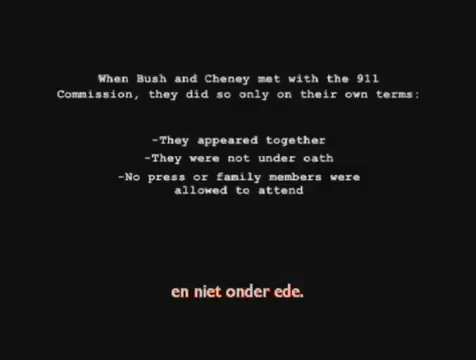 When Bush and Cheney met with the 911
Commission, they did so only on their own terms:
-They appeared together
-They were not under oath
-No press or family members were
allowed to attend
en niet onder ede.